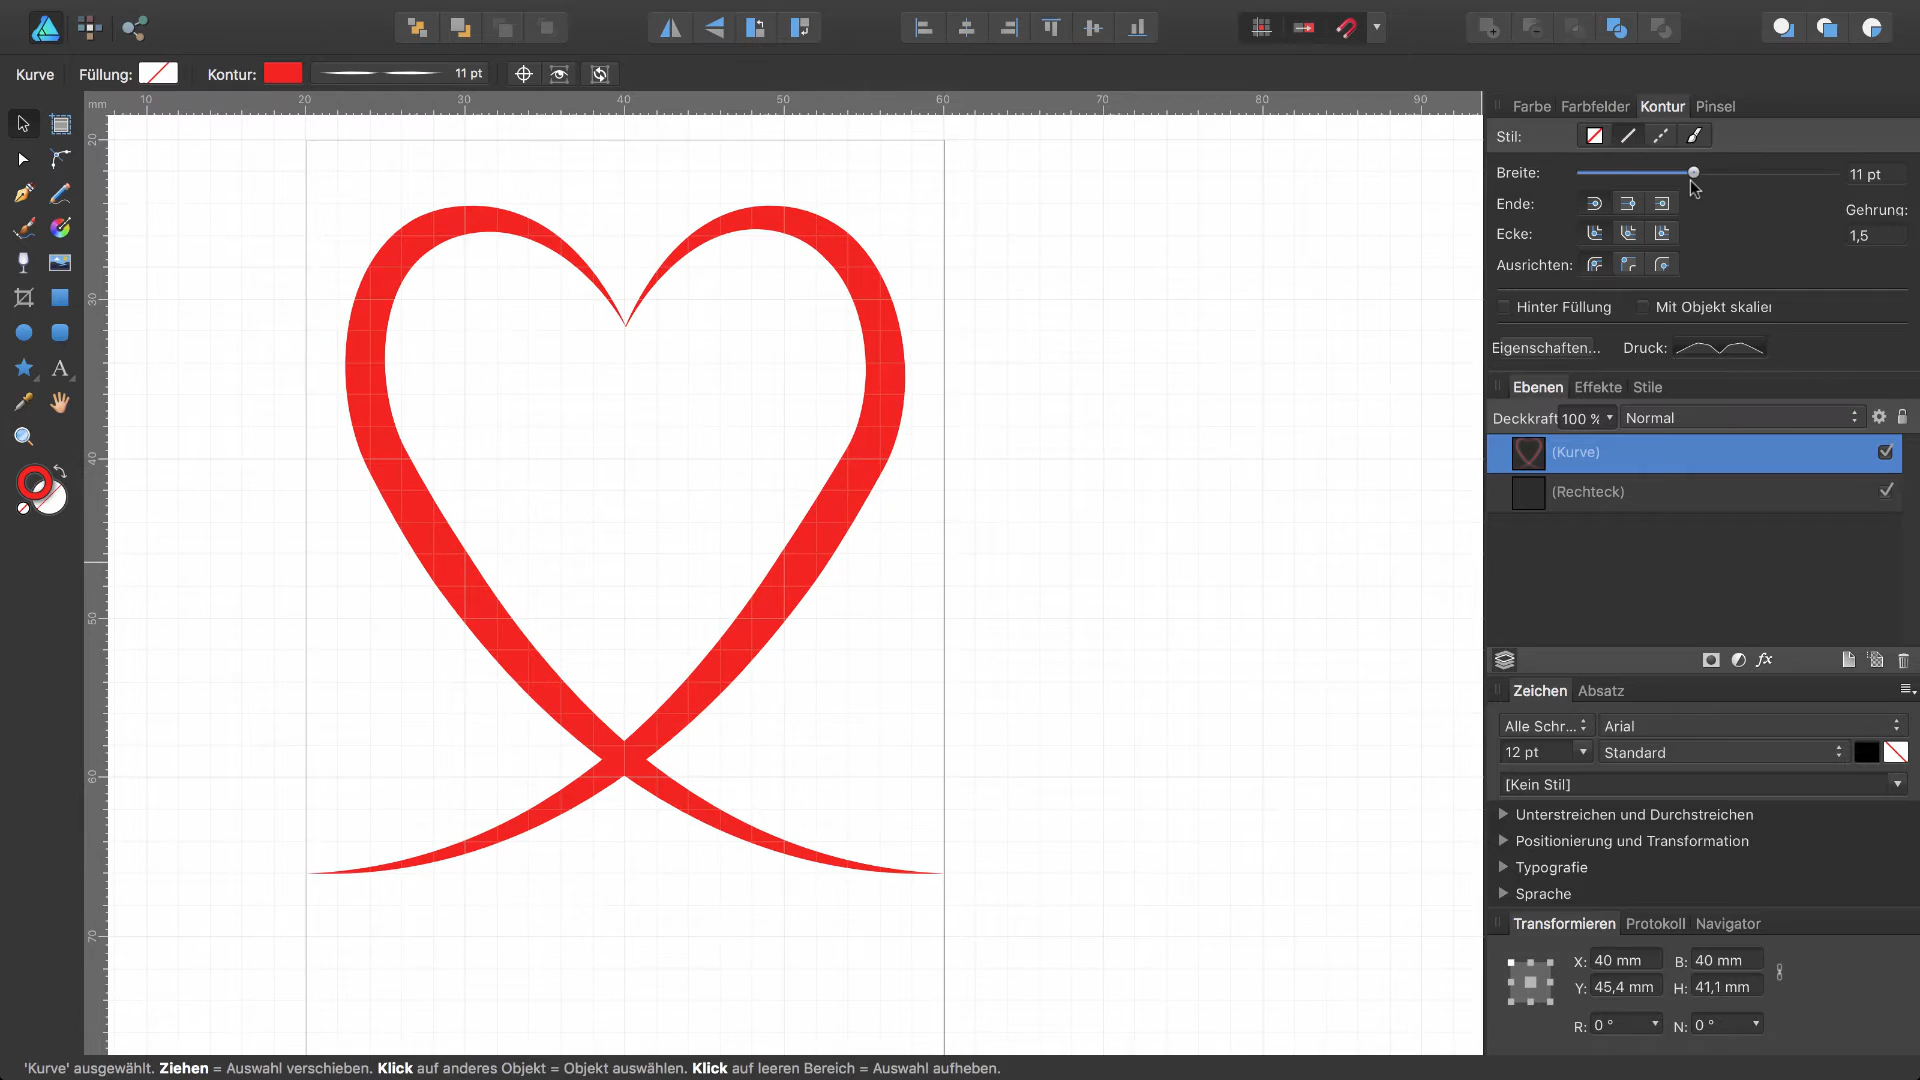 Kurve Füllung: Kontur: 11 pt
mm 10 20 30 40 50 60 70 80 90
20
30
40
50
60
70
Farbe Farbfelder Kontur Pinsel
Stil:
Breite: 11 pt
Ende: Gehrung:
Ecke: 1,5
Ausrichten:
Hinter Füllung Mit Objekt skalier
Eigenschaften... Druck:
Ebenen Effekte Stile
Deckkraft 100 % Normal
(Kurve)
(Rechteck)
fx
Zeichen Absatz
Alle Schr... Arial
12 pt Standard
[Kein Stil]
Unterstreichen und Durchstreichen
Positionierung und Transformation
Typografie
Sprache
Transformieren Protokoll Navigator
X: 40 mm B: 40 mm
Y: 45,4 mm H: 41,1 mm
R: 0 ° N: 0 °
'Kurve' ausgewählt. Ziehen = Auswahl verschieben. Klick auf anderes Objekt = Objekt auswählen. Klick auf leeren Bereich = Auswahl aufheben.